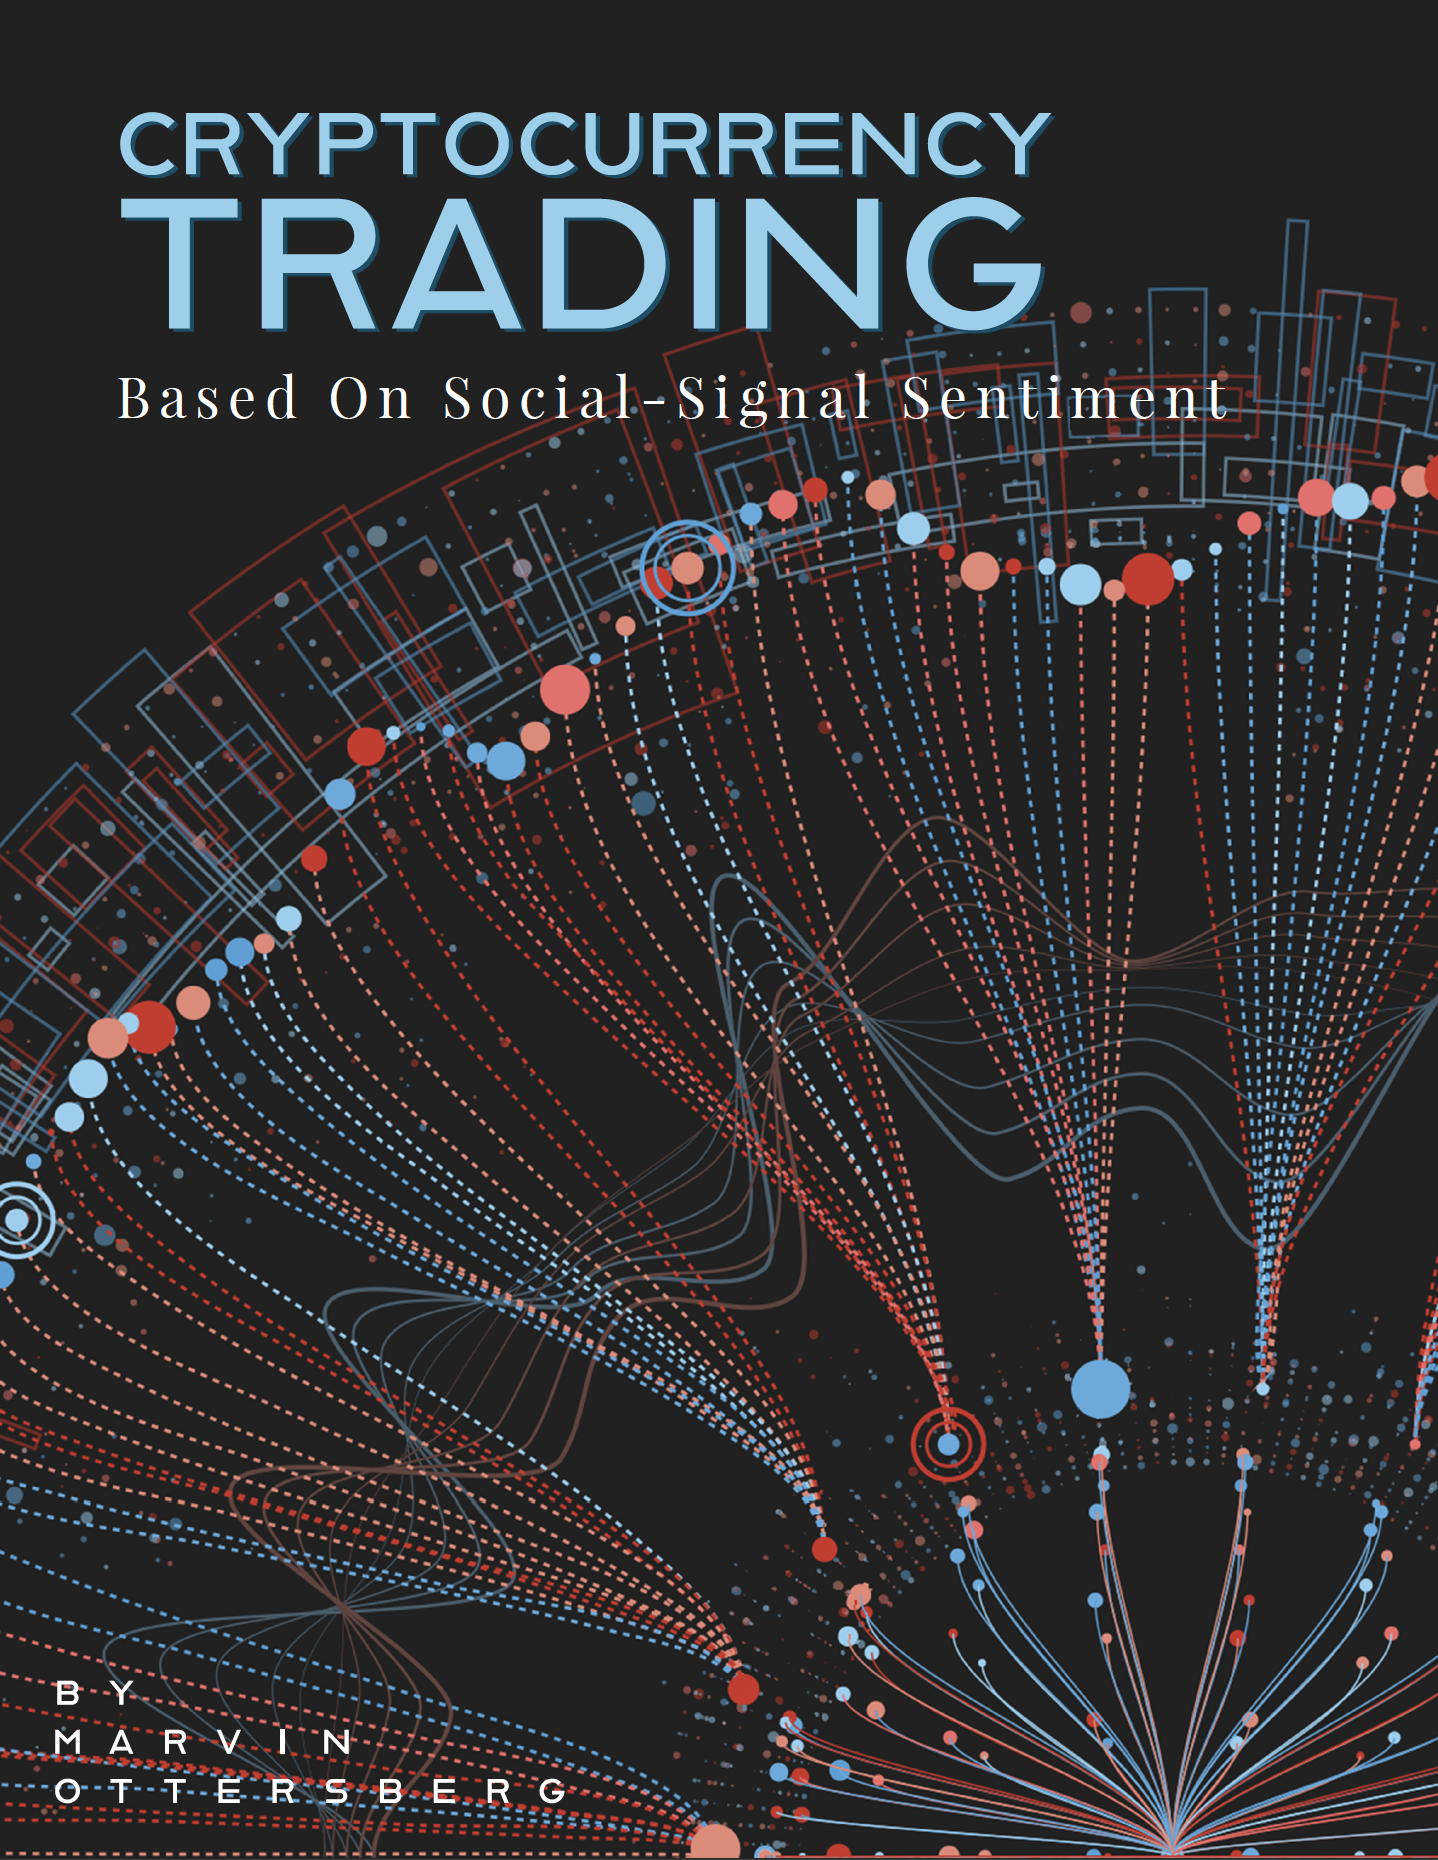 CRYPTOCURRENCY
TRADING
Based On Social-Signal Sentiment
BY
MARVIN
OTTERSBERG